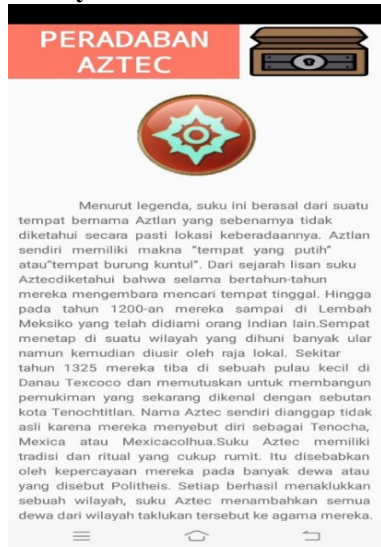 PERADABAN
AZTEC
Menurut legenda, suku ini berasal dari suatu
tempat bernama Aztlan yang sebenarnya tidak
diketahui secara pasti lokasi keberadaannya. Aztlan
sendiri memiliki makna "tempat yang putih"
atau"tempat burung kuntul". Dari sejarah lisan suku
Aztecdiketahui bahwa selama bertahun-tahun
mereka mengembara mencari tempat tinggal. Hingga
pada tahun 1200-an mereka sampai di Lembah
Meksiko yang telah didiami orang Indian lain.Sempat
menetap di suatu wilayah yang dihuni banyak ular
namun kemudian diusir oleh raja lokal. Sekitar
tahun 1325 mereka tiba di sebuah pulau kecil di
Danau Texcoco dan memutuskan untuk membangun
pemukiman yang sekarang dikenal dengan sebutan
kota Tenochtitlan. Nama Aztec sendiri dianggap tidak
asli karena mereka menyebut diri sebagai Tenocha,
Mexica atau Mexicacolhua.Suku Aztec memiliki
tradisi dan ritual yang cukup rumit. Itu disebabkan
oleh kepercayaan mereka pada banyak dewa atau
yang disebut Politheis. Setiap berhasil menaklukkan
sebuah wilayah, suku Aztec menambahkan semua
dewa dari wilayah taklukan tersebut ke agama mereka.